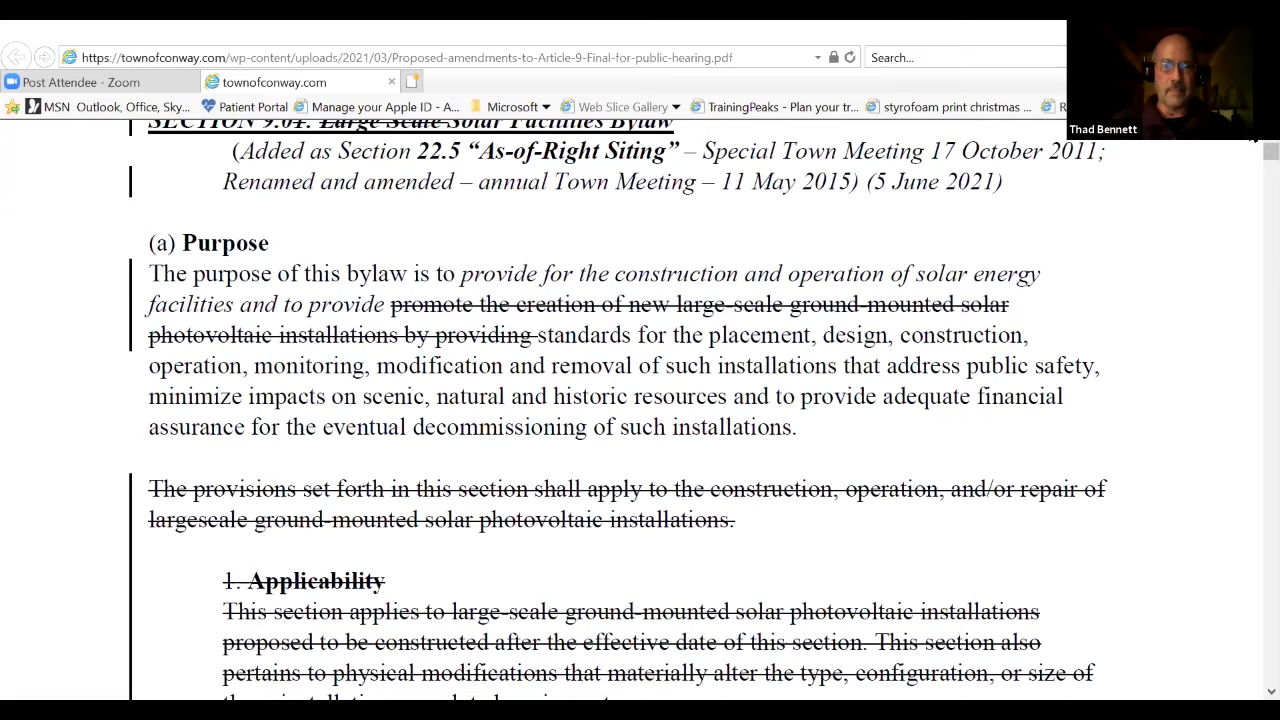 https://townofconway.com/wp-content/uploads/2021/03/Proposed-amendments-to-Article-9-Final-for-public-hearing.pdf
Search...
Post Attendee - Zoom
townofconway.com
MSN Outlook, Office, Sky...
Patient Portal
Manage your Apple ID - A...
Microsoft
Web Slice Gallery
TrainingPeaks - Plan your tr...
styrofoam print christmas ...
Thad Bennett
SECTION 9.01. Large Scale Solar Facilities Bylaw
(Added as Section 22.5 “As-of-Right Siting” – Special Town Meeting 17 October 2011;
Renamed and amended – annual Town Meeting – 11 May 2015) (5 June 2021)
(a) Purpose
The purpose of this bylaw is to provide for the construction and operation of solar energy
facilities and to provide promote the creation of new large-scale ground-mounted solar
photovoltaic installations by providing standards for the placement, design, construction,
operation, monitoring, modification and removal of such installations that address public safety,
minimize impacts on scenic, natural and historic resources and to provide adequate financial
assurance for the eventual decommissioning of such installations.
The provisions set forth in this section shall apply to the construction, operation, and/or repair of
largescale ground-mounted solar photovoltaic installations.
1. Applicability
This section applies to large-scale ground-mounted solar photovoltaic installations
proposed to be constructed after the effective date of this section. This section also
pertains to physical modifications that materially alter the type, configuration, or size of